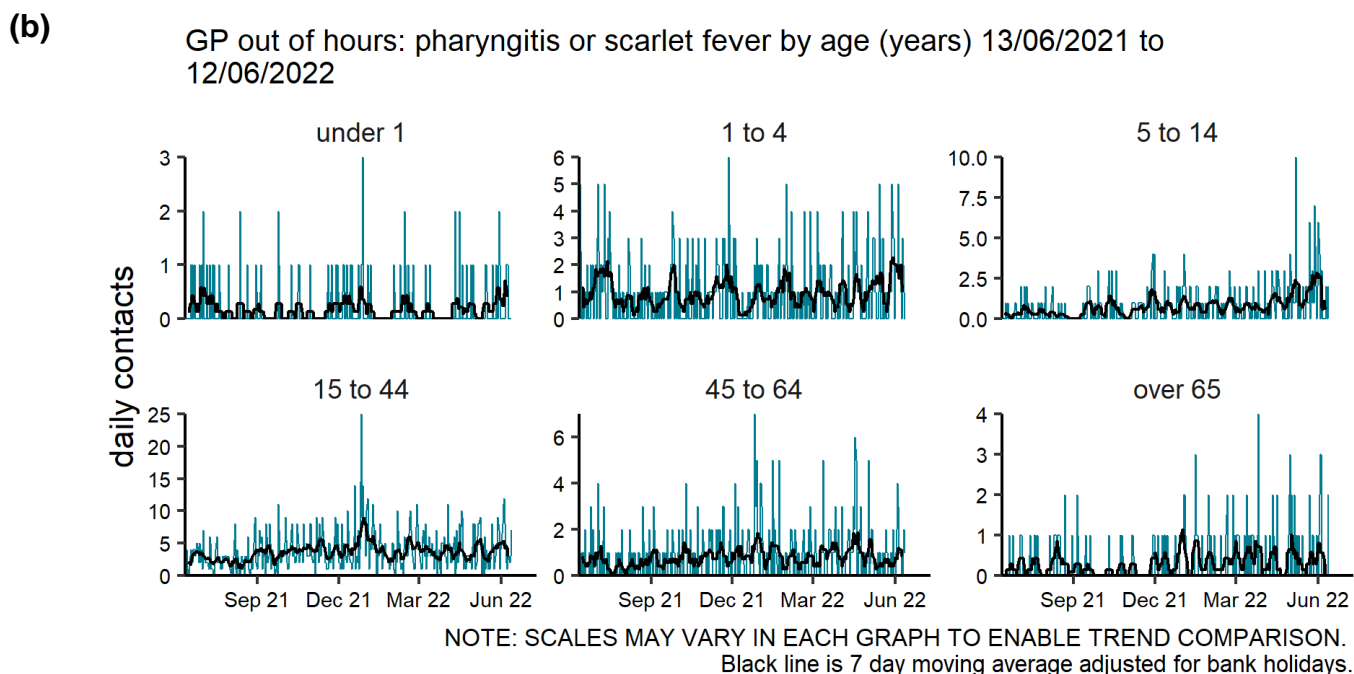 (b)
GP out of hours: pharyngitis or scarlet fever by age (years) 13/06/2021 to
12/06/2022
daily contacts
under 1
3
2
1
0
1 to 4
6
5
4
3
2
1
0
5 to 14
10.0
7.5
5.0
2.5
0.0
15 to 44
25
20
15
10
5
0
Sep 21 Dec 21 Mar 22 Jun 22
45 to 64
6
4
2
0
Sep 21 Dec 21 Mar 22 Jun 22
over 65
4
3
2
1
0
Sep 21 Dec 21 Mar 22 Jun 22
NOTE: SCALES MAY VARY IN EACH GRAPH TO ENABLE TREND COMPARISON.
Black line is 7 day moving average adjusted for bank holidays.